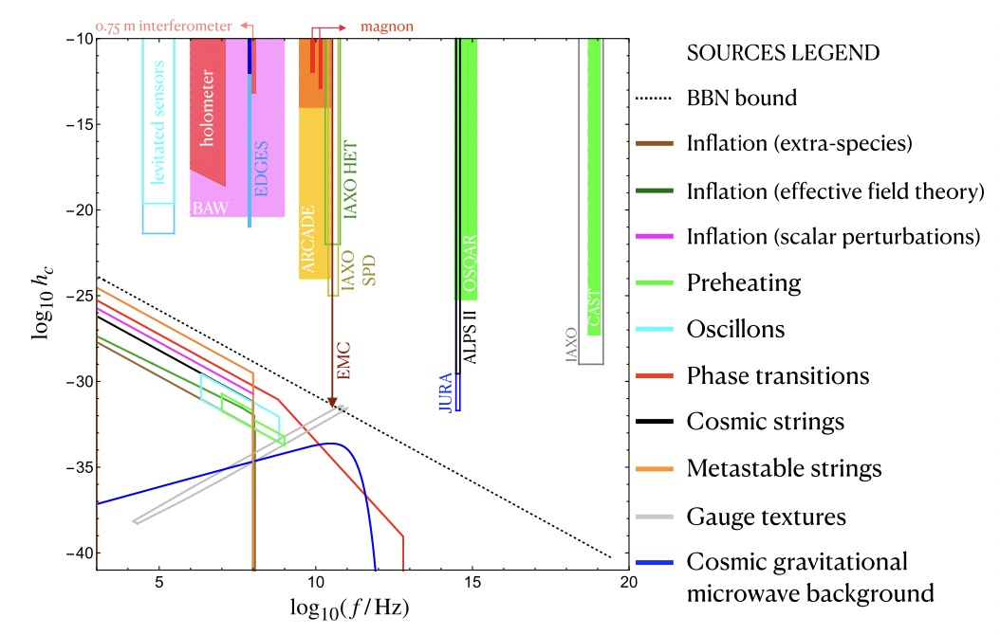 0.75 m interferometer
magnon
−10
−15
−20
−25
−30
−35
−40
log₁₀ h_c
levitated sensors
holometer
BAW
EDGES
ARCADE
IAXO HET
IAXO
SPD
EMC
OSQAR
ALPS II
JURA
CAST
IAXO
5
10
15
20
log₁₀(f/Hz)
SOURCES LEGEND
BBN bound
Inflation (extra-species)
Inflation (effective field theory)
Inflation (scalar perturbations)
Preheating
Oscillons
Phase transitions
Cosmic strings
Metastable strings
Gauge textures
Cosmic gravitational
microwave background